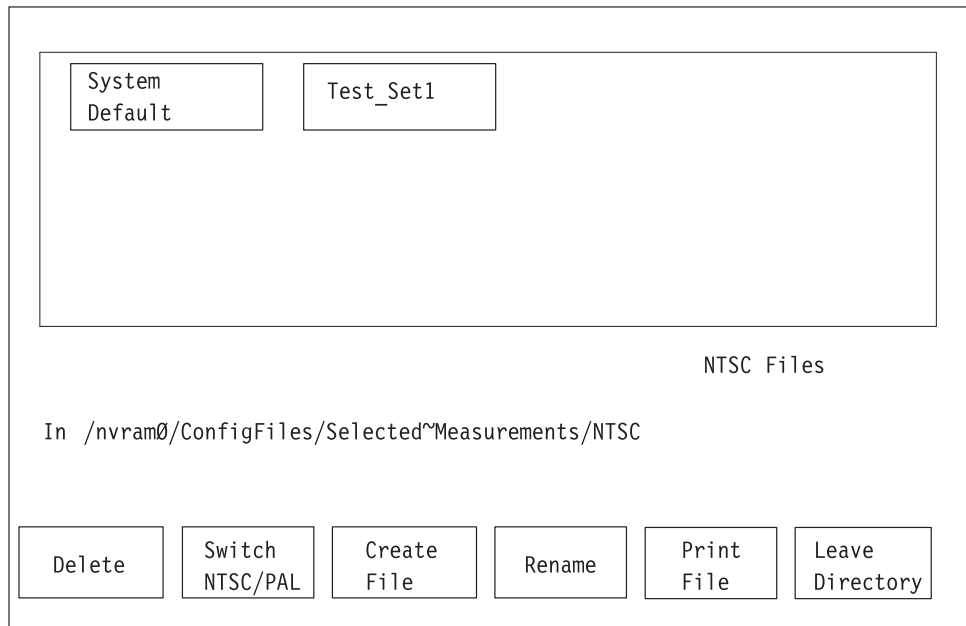 System
Default
Test_Set1
NTSC Files
In /nvramØ/ConfigFiles/Selected~Measurements/NTSC
Delete
Switch
NTSC/PAL
Create
File
Rename
Print
File
Leave
Directory